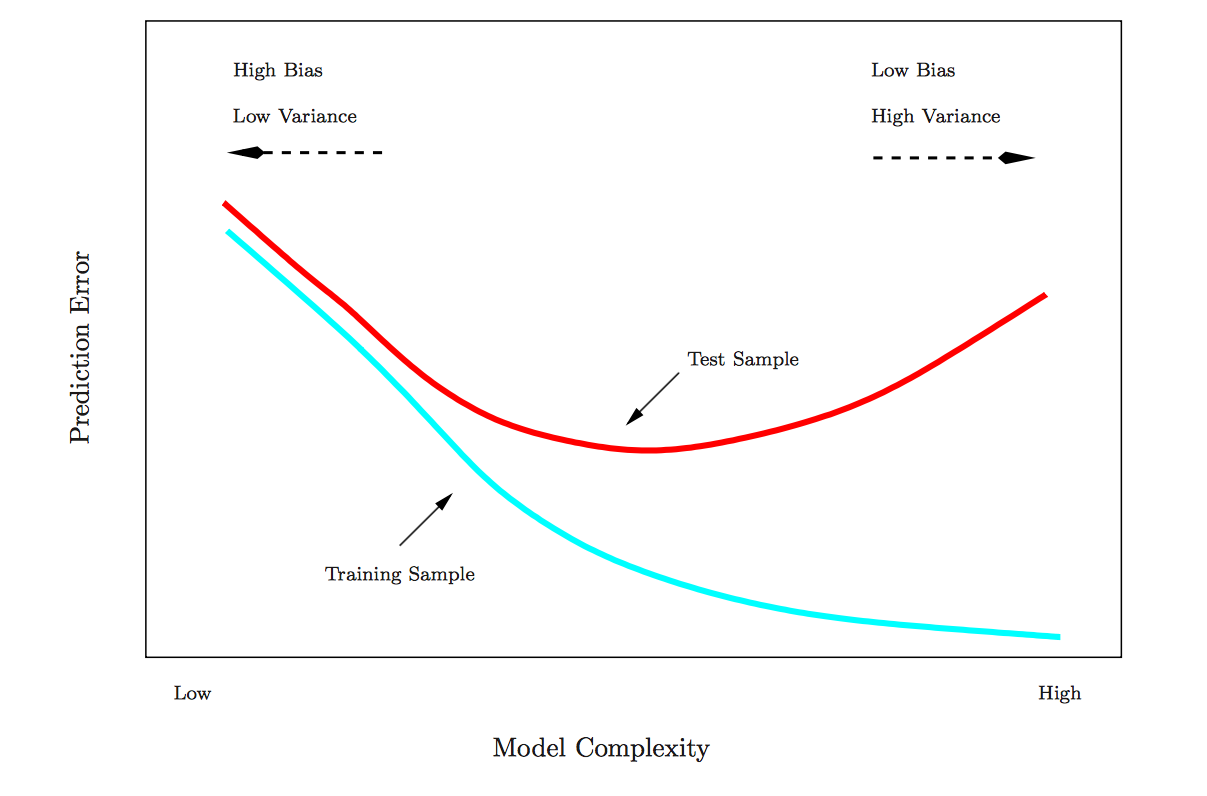 High Bias
Low Bias
Low Variance
High Variance
Prediction Error
Test Sample
Training Sample
Low
High
Model Complexity